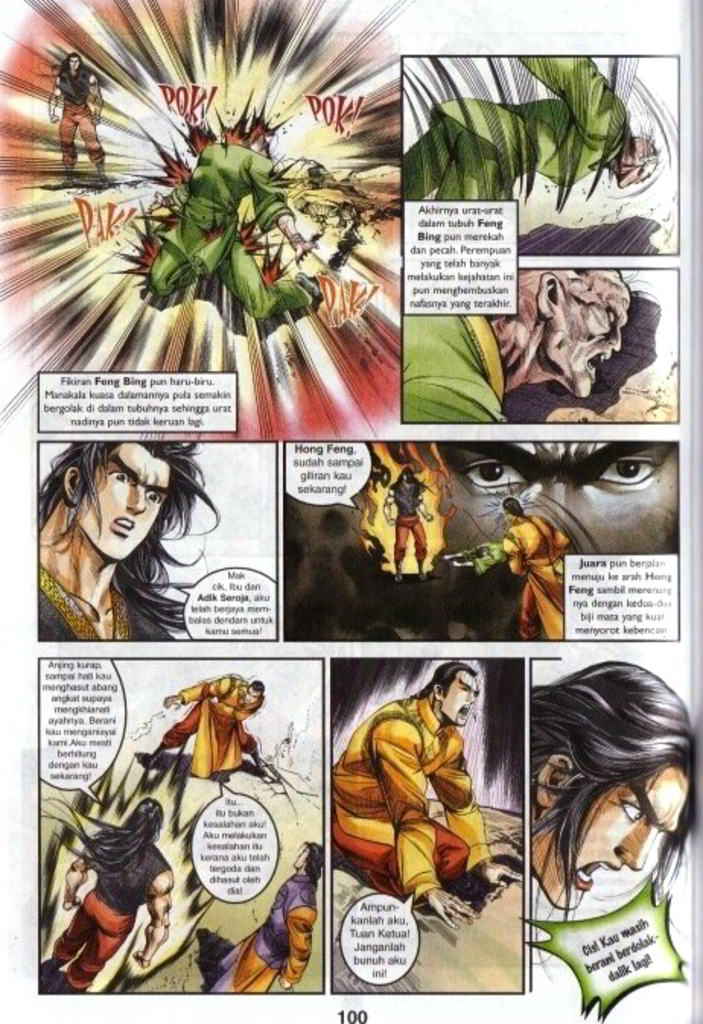 POK!
POK!
PAK!
PAK!
Fikiran Feng Bing pun haru-biru.
Manakala kuasa dalamannya pula semakin
bergolak di dalam tubuhnya sehingga urat
nadinya pun tidak keruan lagi.
Akhirnya urat-urat
dalam tubuh Feng
Bing pun merekah
dan pecah. Perempuan
yang telah banyak
melakukan kejahatan ini
pun menghembuskan
nafasnya yang terakhir.
Mak
cik, Ibu dan
Adik Seroja, aku
telah berjaya mem-
balas dendam untuk
kamu semua!
Hong Feng,
sudah sampai
giliran kau
sekarang!
Juara pun berjalan
menuju ke arah Hong
Feng sambil merenung
nya dengan kedua-dua
biji mata yang kuat
menyorot kebencian
Anjing kurap,
sampai hati kau
menghasut abang
angkat supaya
mengkhianati
ayahnya. Berani
kau menganiayai
kami. Aku mesti
berhitung
dengan kau
sekarang!
Itu...
itu bukan
kesalahan aku!
Aku melakukan
kesalahan itu
kerana aku telah
tergoda dan
dihasut oleh
dia!
Ampun-
kanlah aku,
Tuan Ketua!
Janganlah
bunuh aku
ini!
Cis! Kau masih
berani berdolak-
dalik lagi!
100